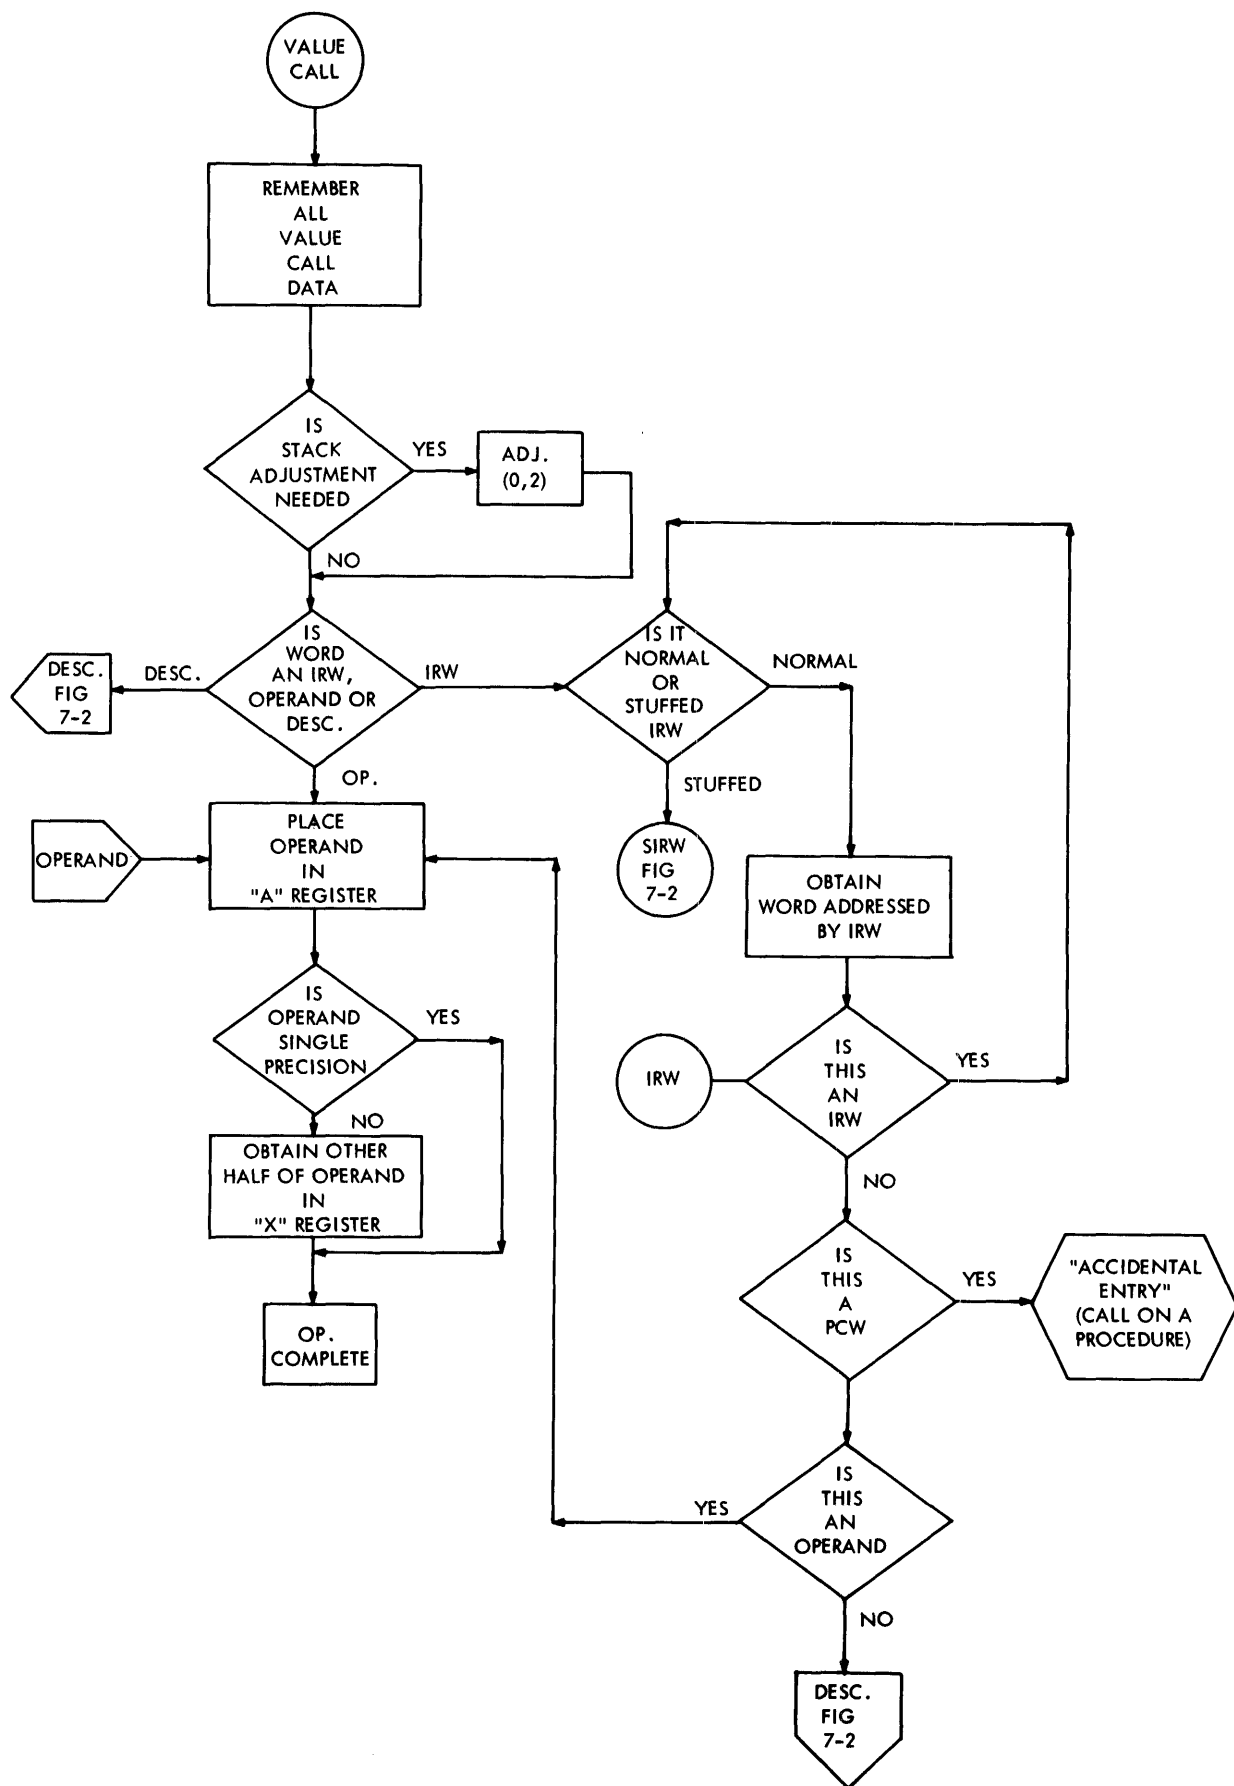 VALUE
CALL
REMEMBER
ALL
VALUE
CALL
DATA
IS
STACK
ADJUSTMENT
NEEDED
YES
ADJ.
(0,2)
NO
IS
WORD
AN IRW,
OPERAND OR
DESC.
DESC.
DESC.
FIG
7-2
IRW
IS IT
NORMAL
OR
STUFFED
IRW
NORMAL
STUFFED
SIRW
FIG
7-2
OP.
OPERAND
PLACE
OPERAND
IN
"A" REGISTER
OBTAIN
WORD ADDRESSED
BY IRW
IS
OPERAND
SINGLE
PRECISION
YES
NO
OBTAIN OTHER
HALF OF OPERAND
IN
"X" REGISTER
OP.
COMPLETE
IRW
IS
THIS
AN
IRW
YES
NO
IS
THIS
A
PCW
YES
"ACCIDENTAL
ENTRY"
(CALL ON A
PROCEDURE)
IS
THIS
AN
OPERAND
YES
NO
DESC.
FIG
7-2